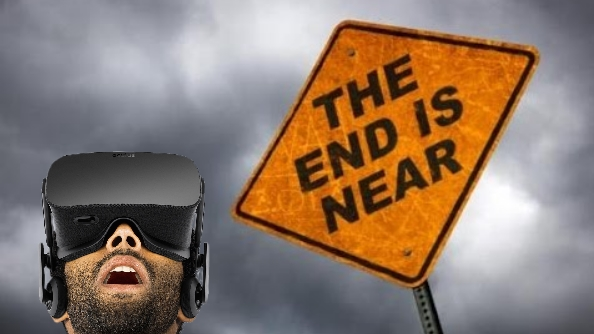 THE
END IS
NEAR